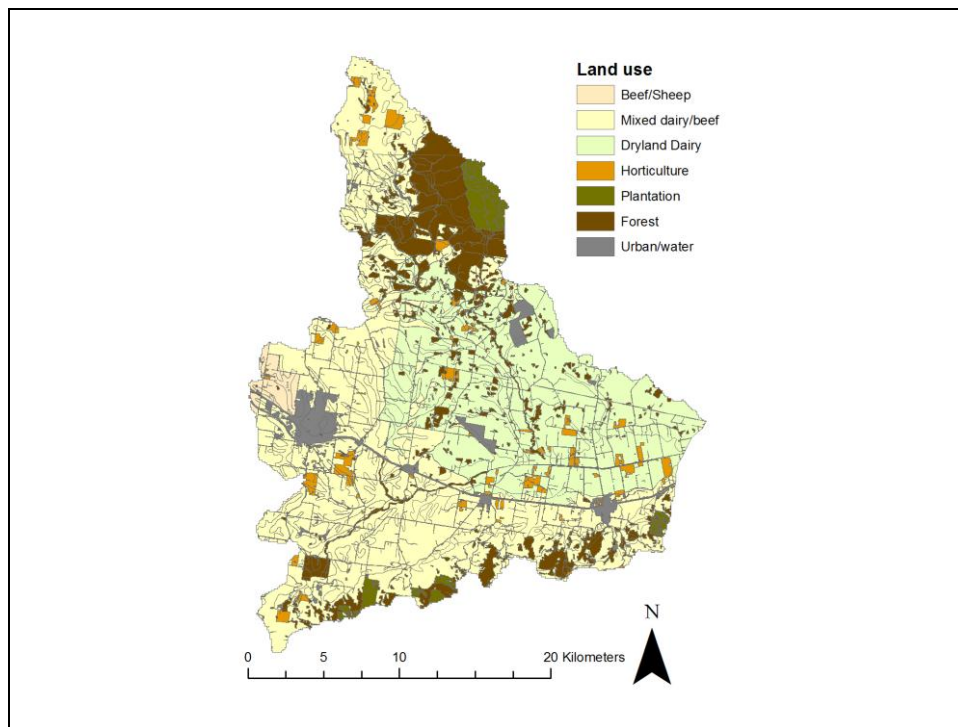 Land use
Beef/Sheep
Mixed dairy/beef
Dryland Dairy
Horticulture
Plantation
Forest
Urban/water
N
0 5 10 20 Kilometers